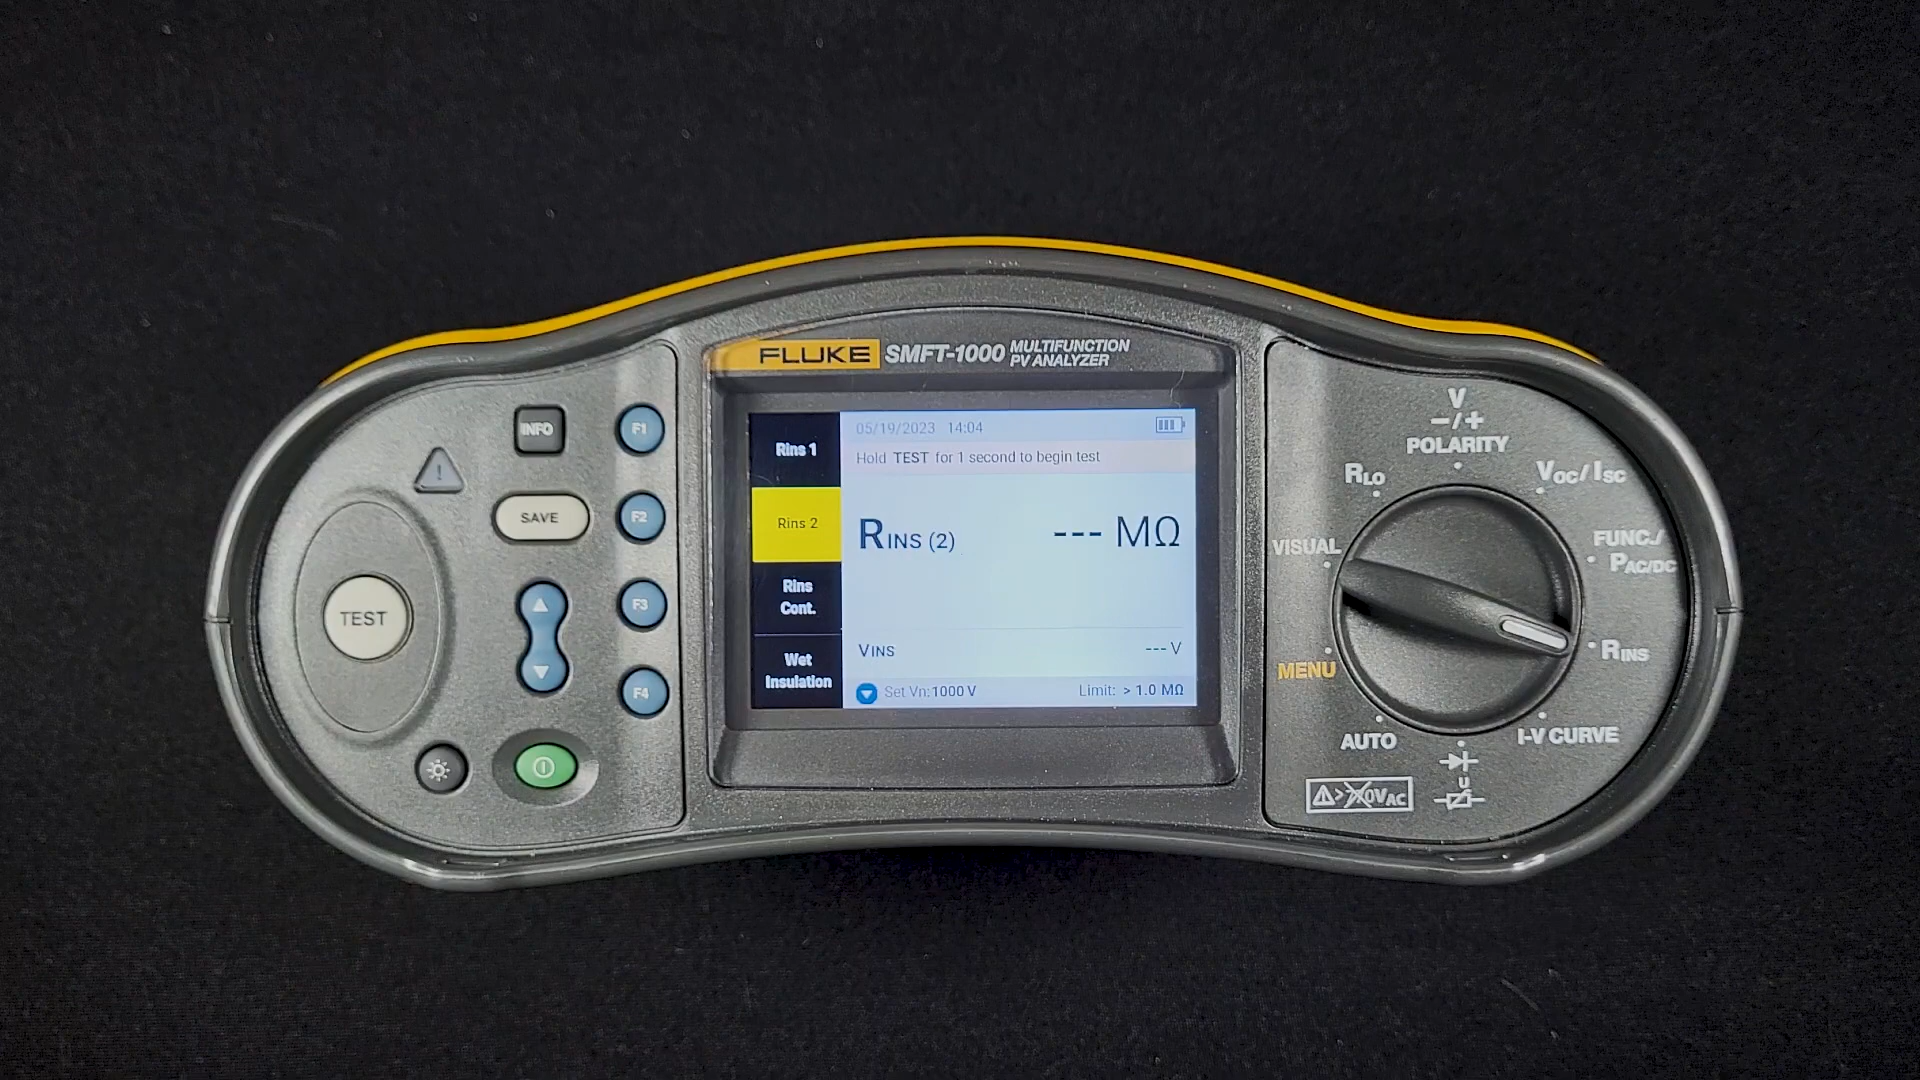 FLUKE SMFT-1000 MULTIFUNCTION
PV ANALYZER
INFO
!
SAVE
TEST
F1
F2
F3
F4
Rins 1
Rins 2
Rins
Cont.
Wet
Insulation
05/19/2023 14:04
Hold TEST for 1 second to begin test
RINS (2) --- MΩ
VINS --- V
Set Vn: 1000 V Limit: > 1.0 MΩ
V
–/+
POLARITY
RLO
VOC/ISC
VISUAL
FUNC./
PAC/DC
RINS
MENU
AUTO
I-V CURVE
U